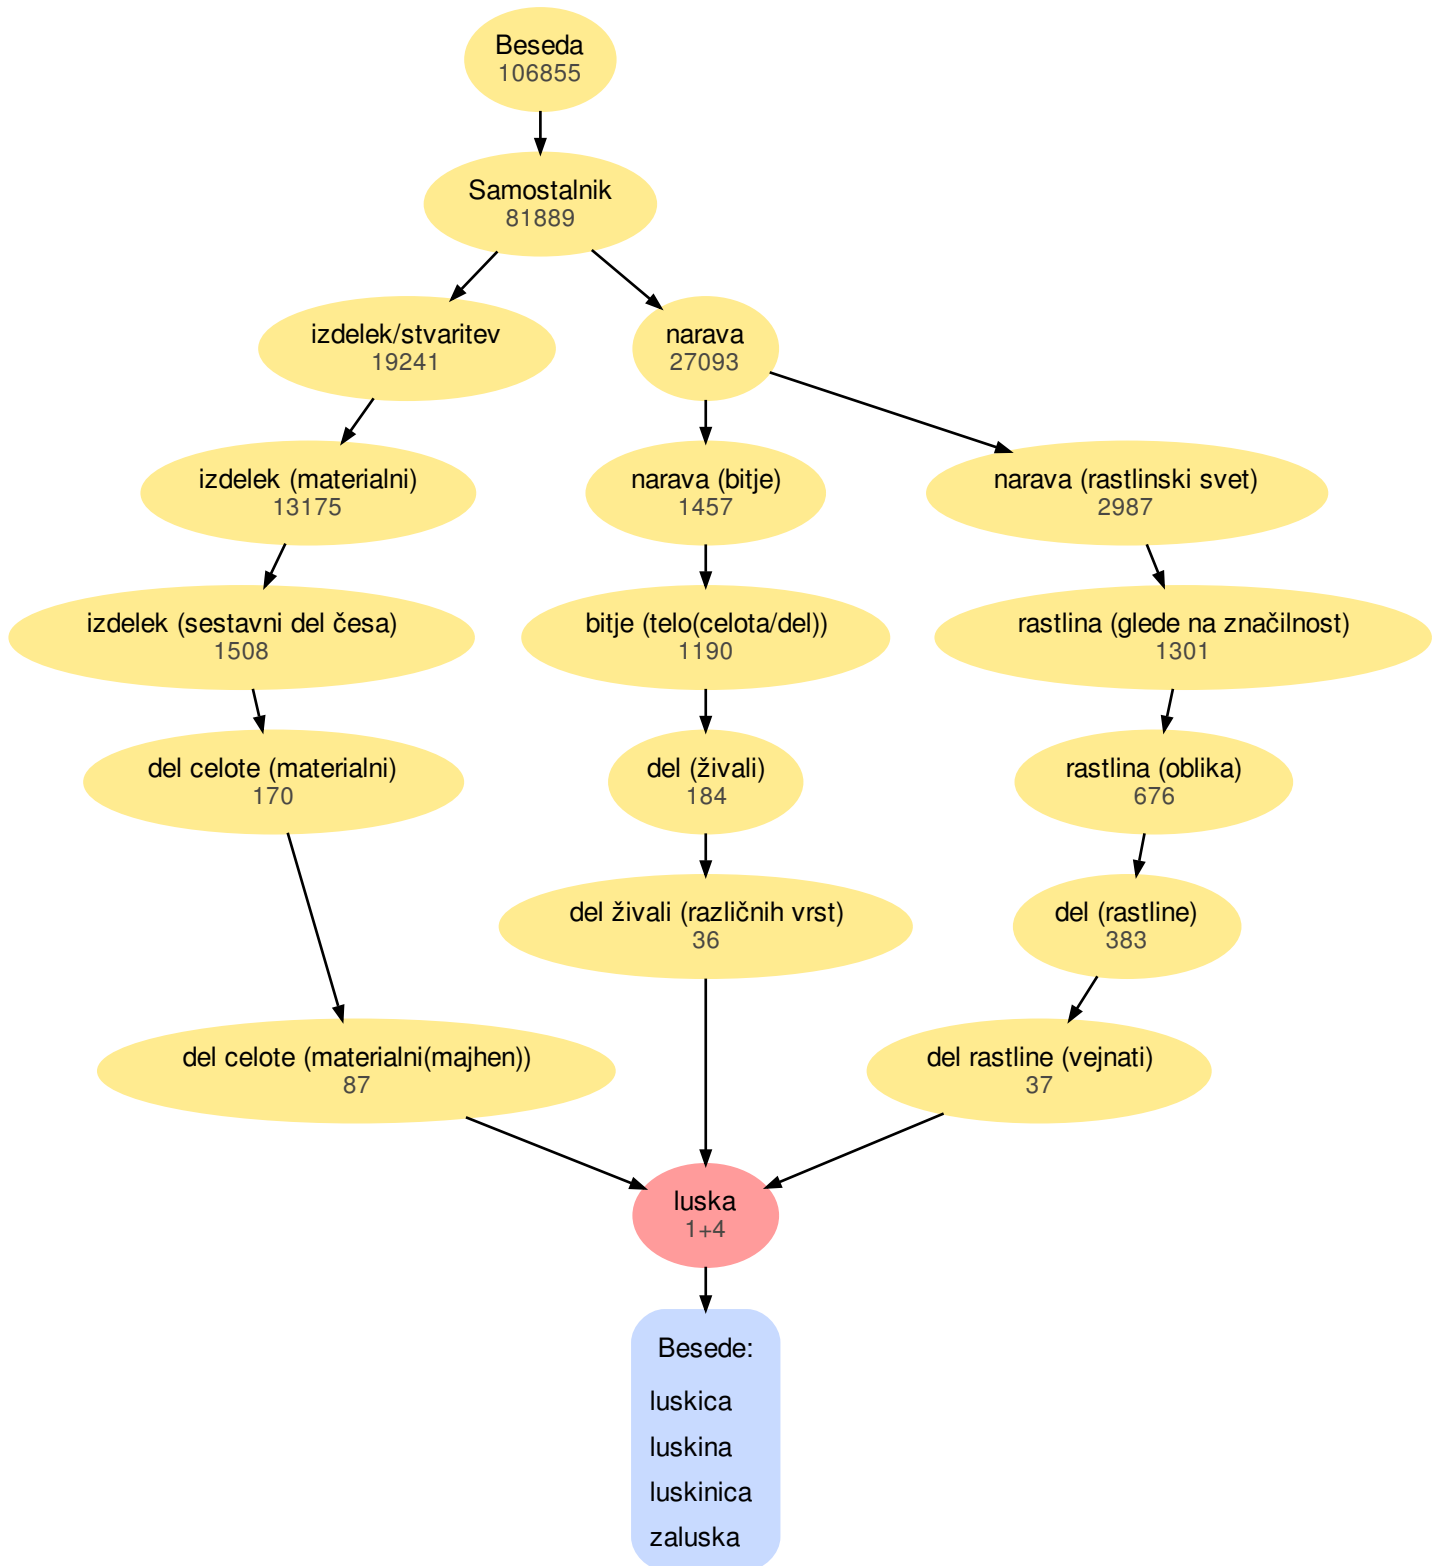 Beseda
106855
Samostalnik
81889
izdelek/stvaritev
19241
narava
27093
izdelek (materialni)
13175
narava (bitje)
1457
narava (rastlinski svet)
2987
izdelek (sestavni del česa)
1508
bitje (telo(celota/del))
1190
rastlina (glede na značilnost)
1301
del celote (materialni)
170
del (živali)
184
rastlina (oblika)
676
del živali (različnih vrst)
36
del (rastline)
383
del celote (materialni(majhen))
87
del rastline (vejnati)
37
luska
1+4
Besede:
luskica
luskina
luskinica
zaluska